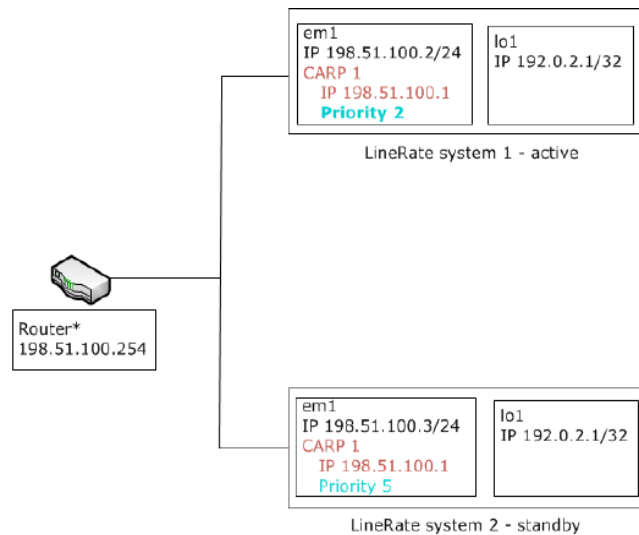 em1
IP 198.51.100.2/24
CARP 1
IP 198.51.100.1
Priority 2
lo1
IP 192.0.2.1/32
LineRate system 1 - active
Router*
198.51.100.254
em1
IP 198.51.100.3/24
CARP 1
IP 198.51.100.1
Priority 5
lo1
IP 192.0.2.1/32
LineRate system 2 - standby